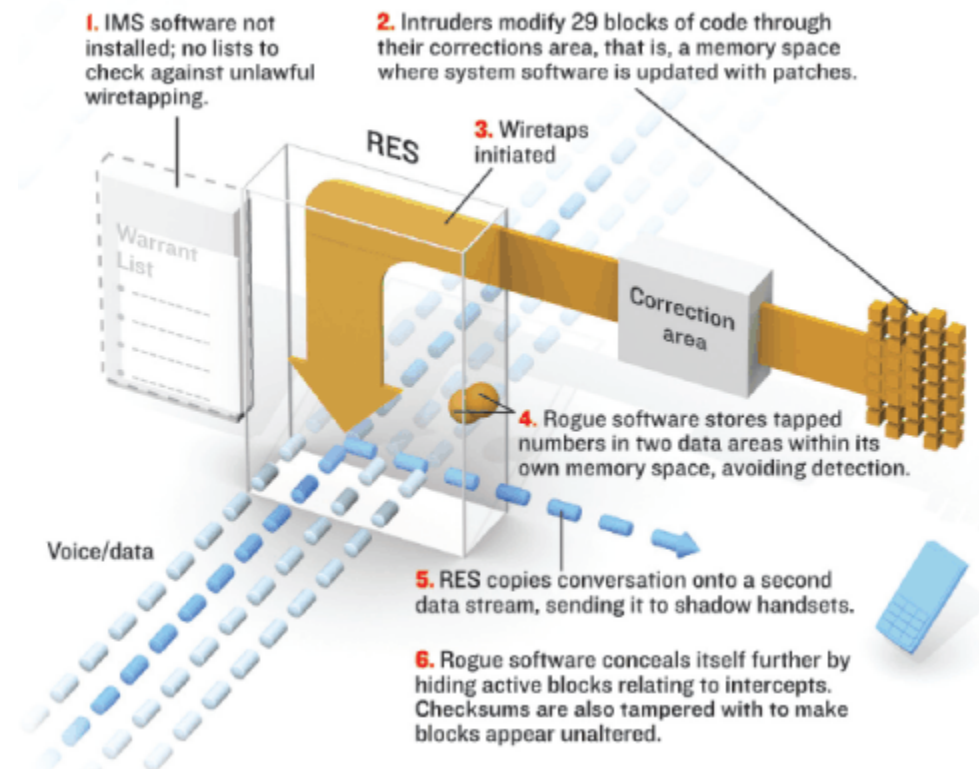 1. IMS software not
installed; no lists to
check against unlawful
wiretapping.
2. Intruders modify 29 blocks of code through
their corrections area, that is, a memory space
where system software is updated with patches.
3. Wiretaps
initiated
RES
Warrant
List
Correction
area
4. Rogue software stores tapped
numbers in two data areas within its
own memory space, avoiding detection.
Voice/data
5. RES copies conversation onto a second
data stream, sending it to shadow handsets.
6. Rogue software conceals itself further by
hiding active blocks relating to intercepts.
Checksums are also tampered with to make
blocks appear unaltered.